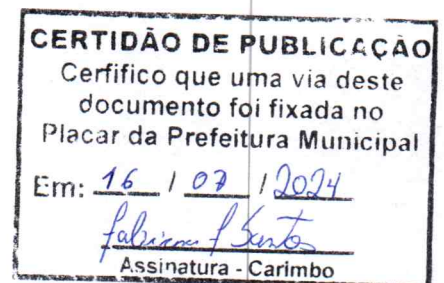 CERTIDÃO DE PUBLICAÇÃO
Cerfifico que uma via deste
documento foi fixada no
Placar da Prefeitura Municipal
Em: 16 / 07 / 2024
Santos
Assinatura - Carimbo